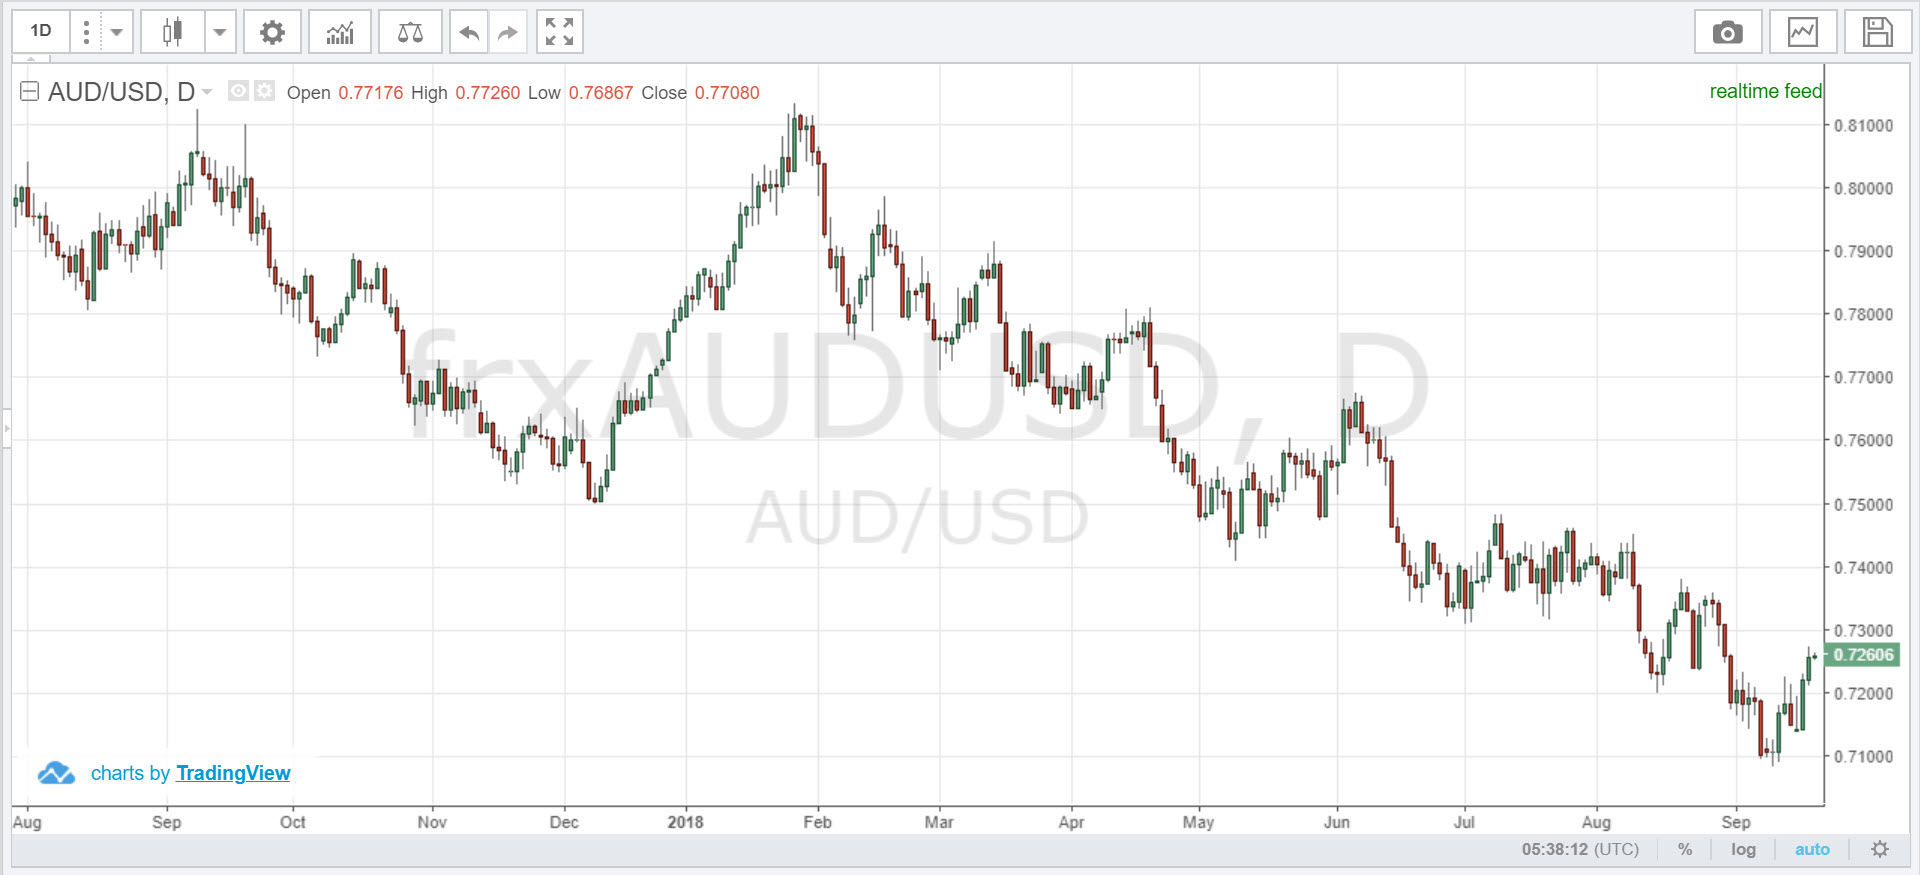 1D
AUD/USD, D Open 0.77176 High 0.77260 Low 0.76867 Close 0.77080
realtime feed
0.81000
0.80000
0.79000
0.78000
0.77000
0.76000
0.75000
0.74000
0.73000
0.72606
0.72000
0.71000
frxAUDUSD, D
AUD/USD
charts by TradingView
Aug Sep Oct Nov Dec 2018 Feb Mar Apr May Jun Jul Aug Sep
05:38:12 (UTC) % log auto